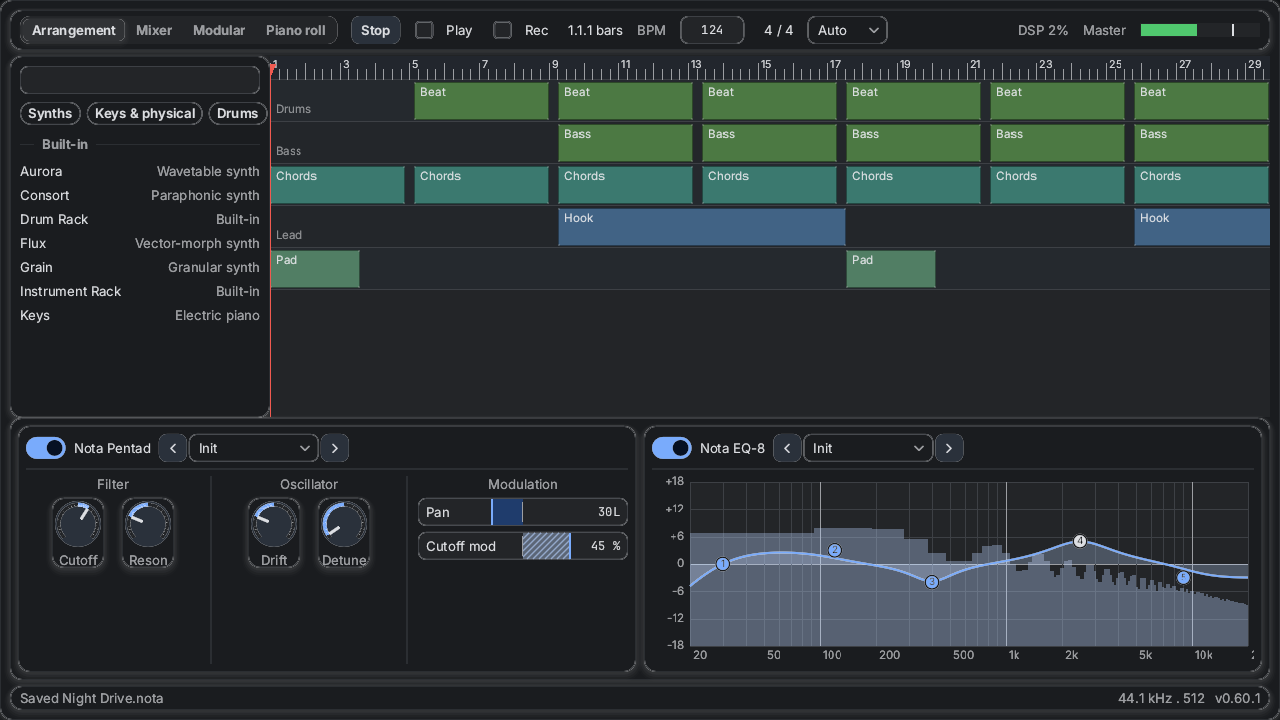 Arrangement Mixer Modular Piano roll Stop Play Rec 1.1.1 bars BPM 124 4 / 4 Auto DSP 2% Master
1 3 5 7 9 11 13 15 17 19 21 23 25 27 29
Synths Keys & physical Drums
Built-in
Aurora Wavetable synth
Consort Paraphonic synth
Drum Rack Built-in
Flux Vector-morph synth
Grain Granular synth
Instrument Rack Built-in
Keys Electric piano
Drums Beat Beat Beat Beat Beat Beat
Bass Bass Bass Bass Bass Bass
Chords Chords Chords Chords Chords Chords Chords
Lead Hook Hook
Pad Pad
Nota Pentad Init
Filter Oscillator Modulation
Cutoff Reson Drift Detune
Pan 30L
Cutoff mod 45 %
Nota EQ-8 Init
+18
+12
+6
0
-6
-12
-18
1 2 3 4 5
20 50 100 200 500 1k 2k 5k 10k
Saved Night Drive.nota 44.1 kHz . 512 v0.60.1